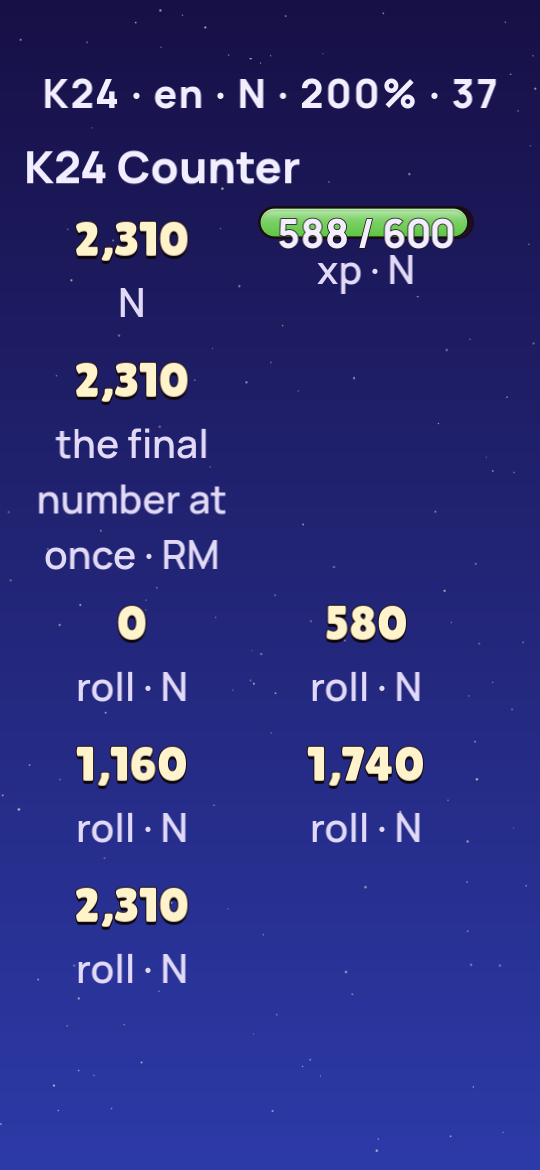 K24 · en · N · 200% · 37
K24 Counter
2,310
N
588 / 600
xp · N
2,310
the final
number at
once · RM
0
roll · N
580
roll · N
1,160
roll · N
1,740
roll · N
2,310
roll · N